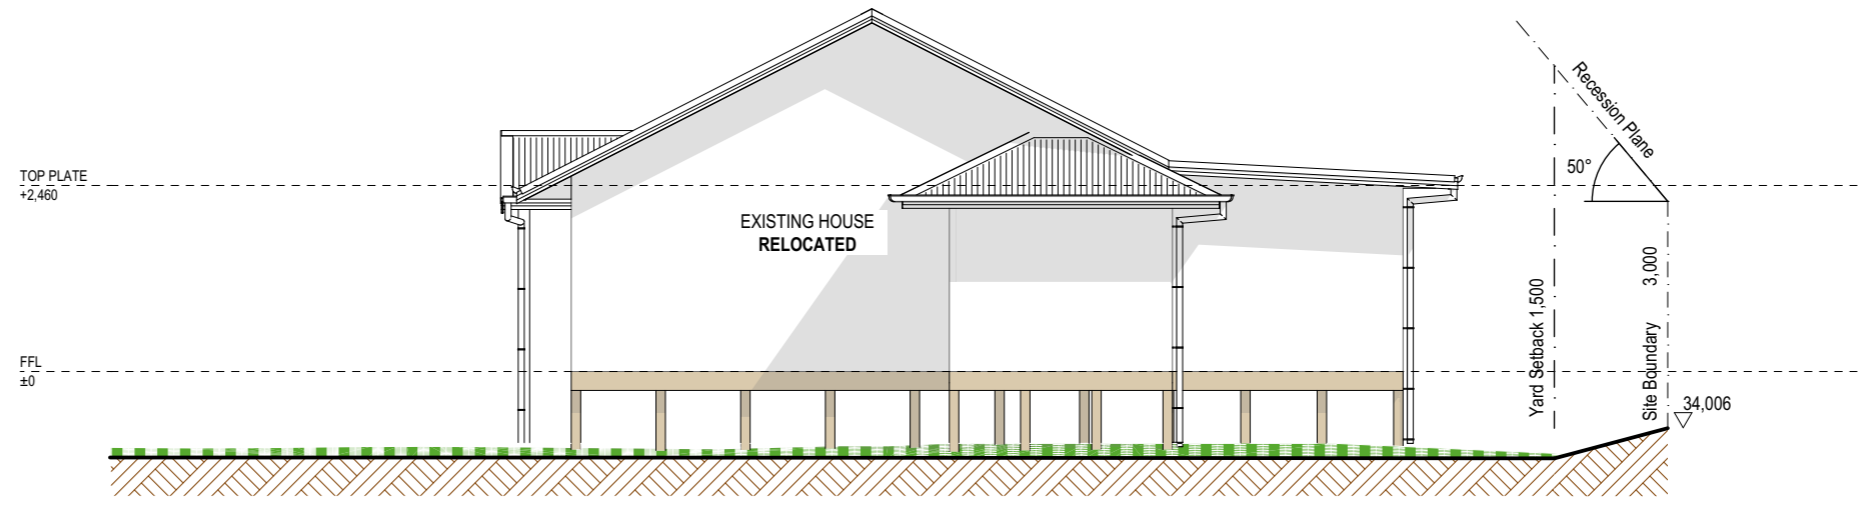 Recession Plane
50°
TOP PLATE
+2,460
EXISTING HOUSE
RELOCATED
Yard Setback 1,500
Site Boundary 3,000
FFL
±0
34,006